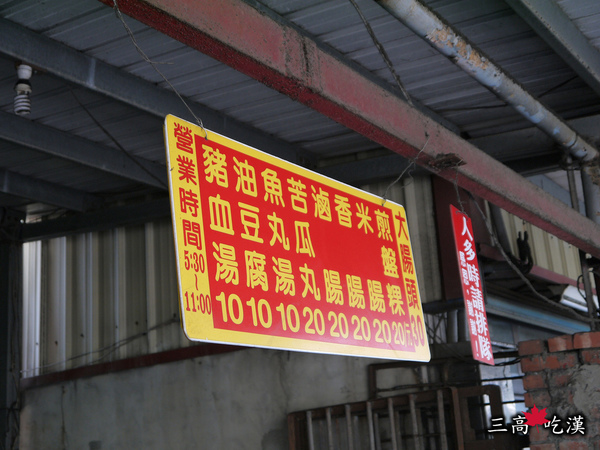 營業時間
5:30
~
11:00
豬血湯 10
油豆腐 10
魚丸湯 10
苦瓜丸 20
滷腸 20
香腸 20
米腸 20
煎盤粿 20
大腸頭 30
人多時請排隊
三高 吃漢